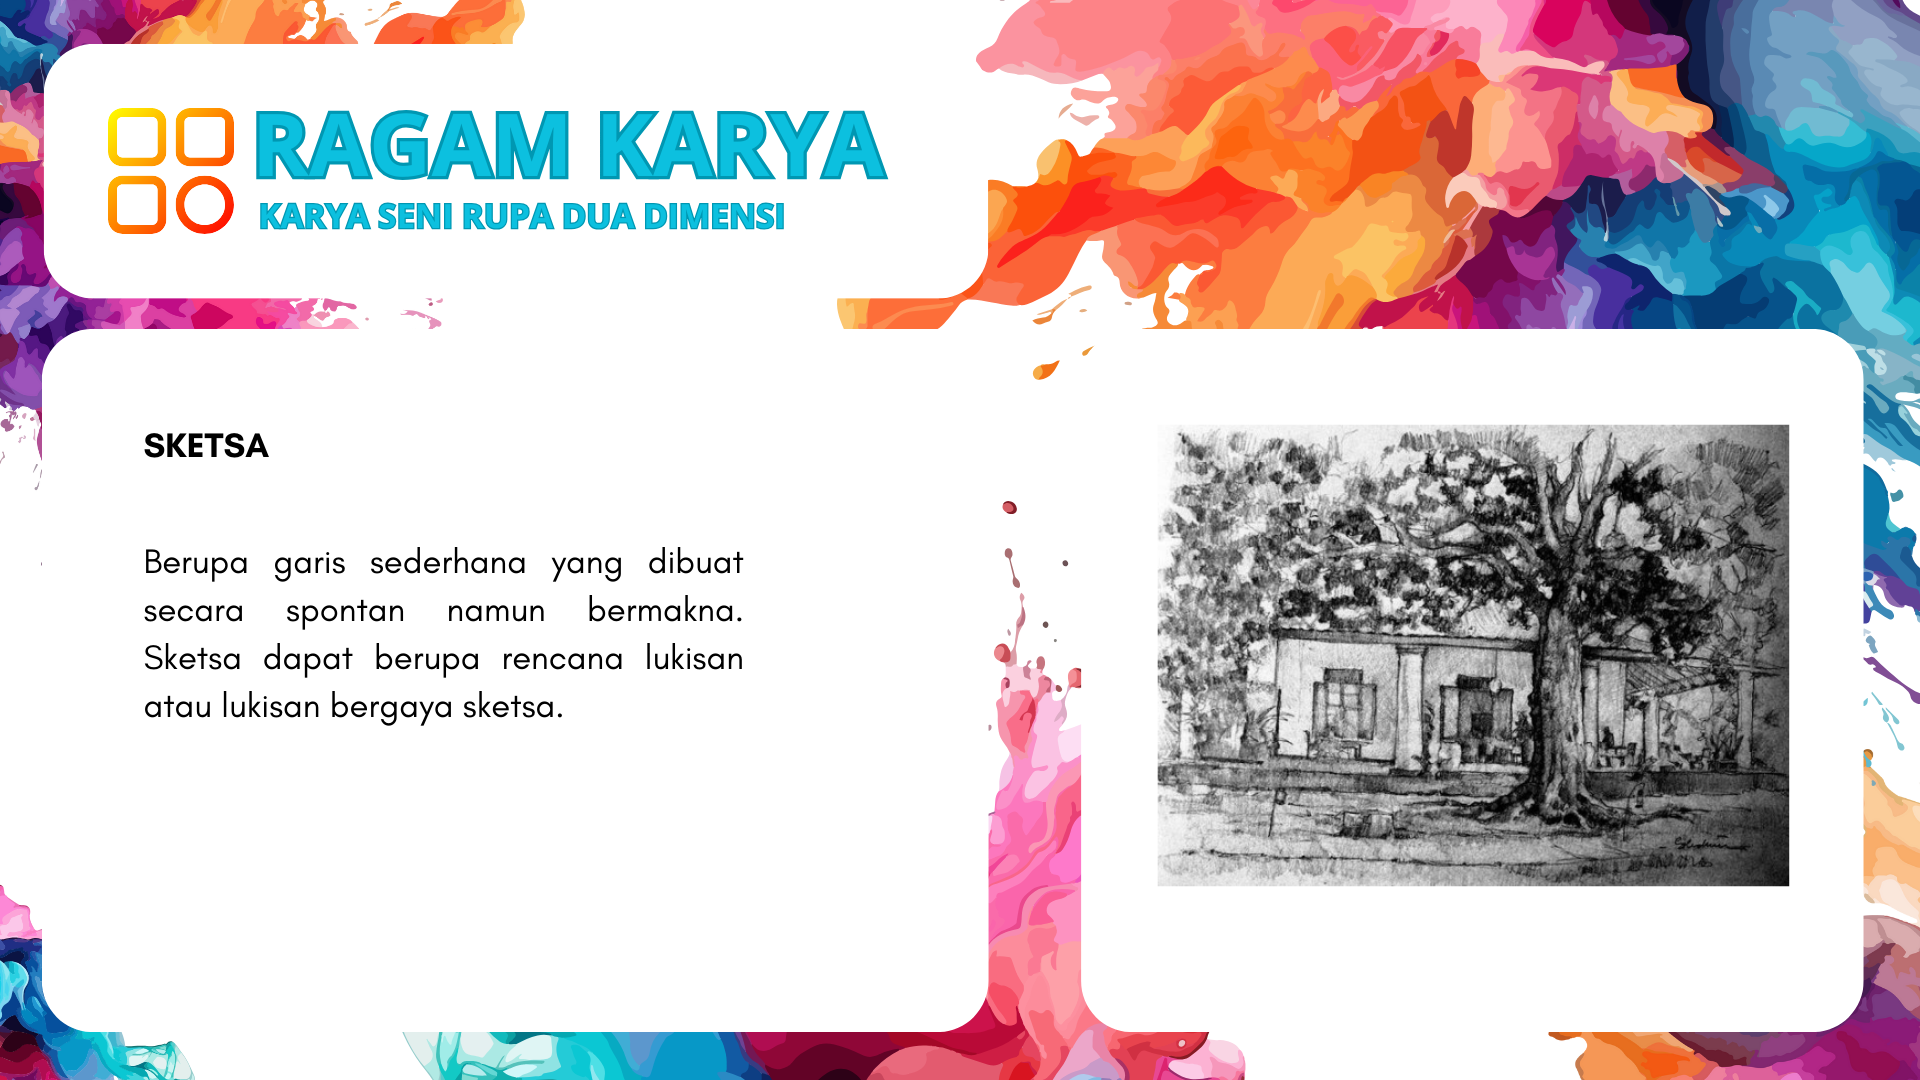 RAGAM KARYA
KARYA SENI RUPA DUA DIMENSI
SKETSA
Berupa garis sederhana yang dibuat
secara spontan namun bermakna.
Sketsa dapat berupa rencana lukisan
atau lukisan bergaya sketsa.